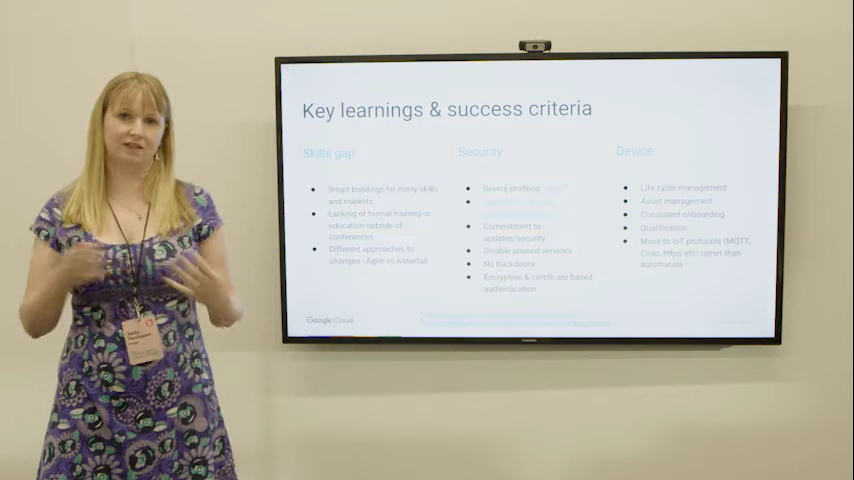 Key learnings & success criteria
Skills gap
Smart buildings hit many skills
and markets
Lacking of formal training or
education outside of
conferences
Different approaches to
changes - Agile vs waterfall
Security
Device profiling
Commitment to
updates/security
Disable unused services
No backdoors
Encryption & certificate based
authentication
Device
Life cycle management
Asset management
Consistent onboarding
Qualification
Move to IoT protocols (MQTT,
Coap, https etc) rather than
automation
Google Cloud
SAMSUNG